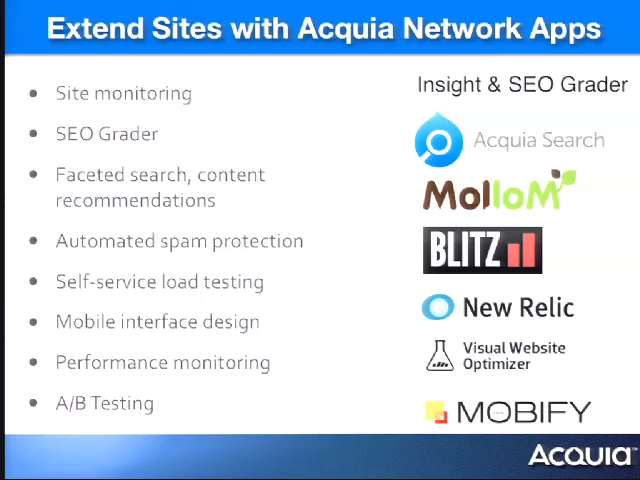 Extend Sites with Acquia Network Apps
Site monitoring
SEO Grader
Faceted search, content
recommendations
Automated spam protection
Self-service load testing
Mobile interface design
Performance monitoring
A/B Testing
Insight & SEO Grader
Acquia Search
Mollom
BLITZ
New Relic
Visual Website
Optimizer
MOBIFY
ACQUIA™